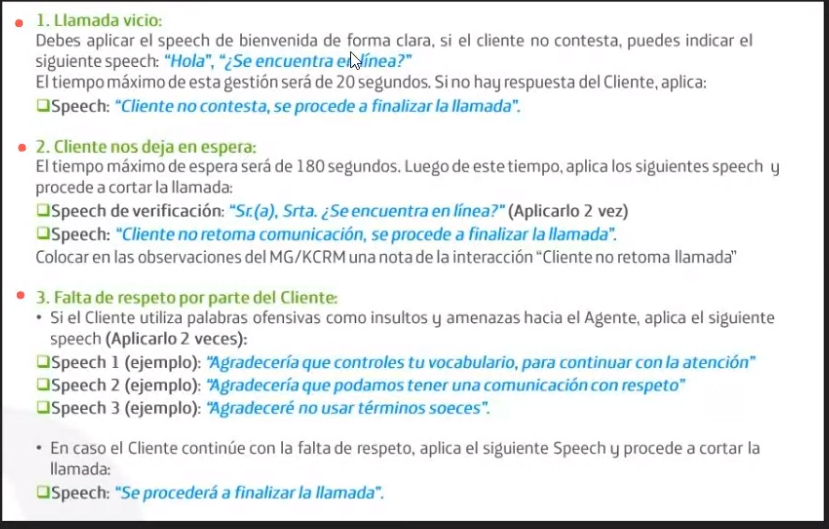 1. Llamada vicio:
Debes aplicar el speech de bienvenida de forma clara, si el cliente no contesta, puedes indicar el
siguiente speech: "Hola", "¿Se encuentra en línea?"
El tiempo máximo de esta gestión será de 20 segundos. Si no hay respuesta del Cliente, aplica:
❑Speech: "Cliente no contesta, se procede a finalizar la llamada".
2. Cliente nos deja en espera:
El tiempo máximo de espera será de 180 segundos. Luego de este tiempo, aplica los siguientes speech y
procede a cortar la llamada:
❑Speech de verificación: "Sr.(a), Srta. ¿Se encuentra en línea?" (Aplicarlo 2 vez)
❑Speech: "Cliente no retoma comunicación, se procede a finalizar la llamada".
Colocar en las observaciones del MG/KCRM una nota de la interacción "Cliente no retoma llamada"
3. Falta de respeto por parte del Cliente:
• Si el Cliente utiliza palabras ofensivas como insultos y amenazas hacia el Agente, aplica el siguiente
speech (Aplicarlo 2 veces):
❑Speech 1 (ejemplo): "Agradecería que controles tu vocabulario, para continuar con la atención"
❑Speech 2 (ejemplo): "Agradecería que podamos tener una comunicación con respeto"
❑Speech 3 (ejemplo): "Agradeceré no usar términos soeces".
• En caso el Cliente continúe con la falta de respeto, aplica el siguiente Speech y procede a cortar la
llamada:
❑Speech: "Se procederá a finalizar la llamada".